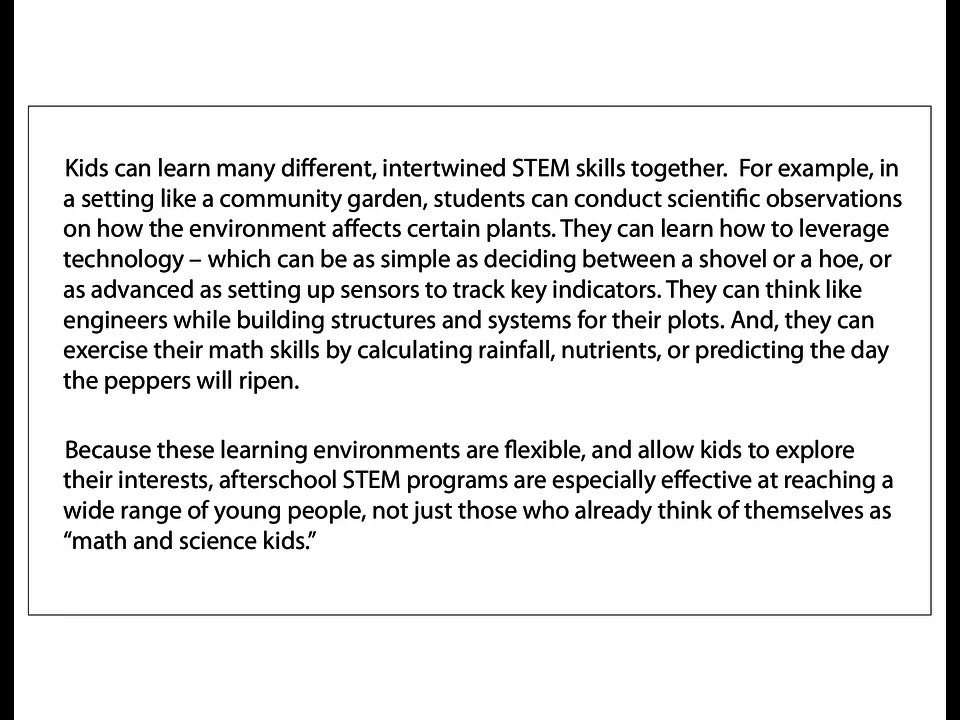 Kids can learn many different, intertwined STEM skills together.  For example, in
a setting like a community garden, students can conduct scientific observations
on how the environment affects certain plants. They can learn how to leverage
technology – which can be as simple as deciding between a shovel or a hoe, or
as advanced as setting up sensors to track key indicators. They can think like
engineers while building structures and systems for their plots. And, they can
exercise their math skills by calculating rainfall, nutrients, or predicting the day
the peppers will ripen.
Because these learning environments are flexible, and allow kids to explore
their interests, afterschool STEM programs are especially effective at reaching a
wide range of young people, not just those who already think of themselves as
“math and science kids.”